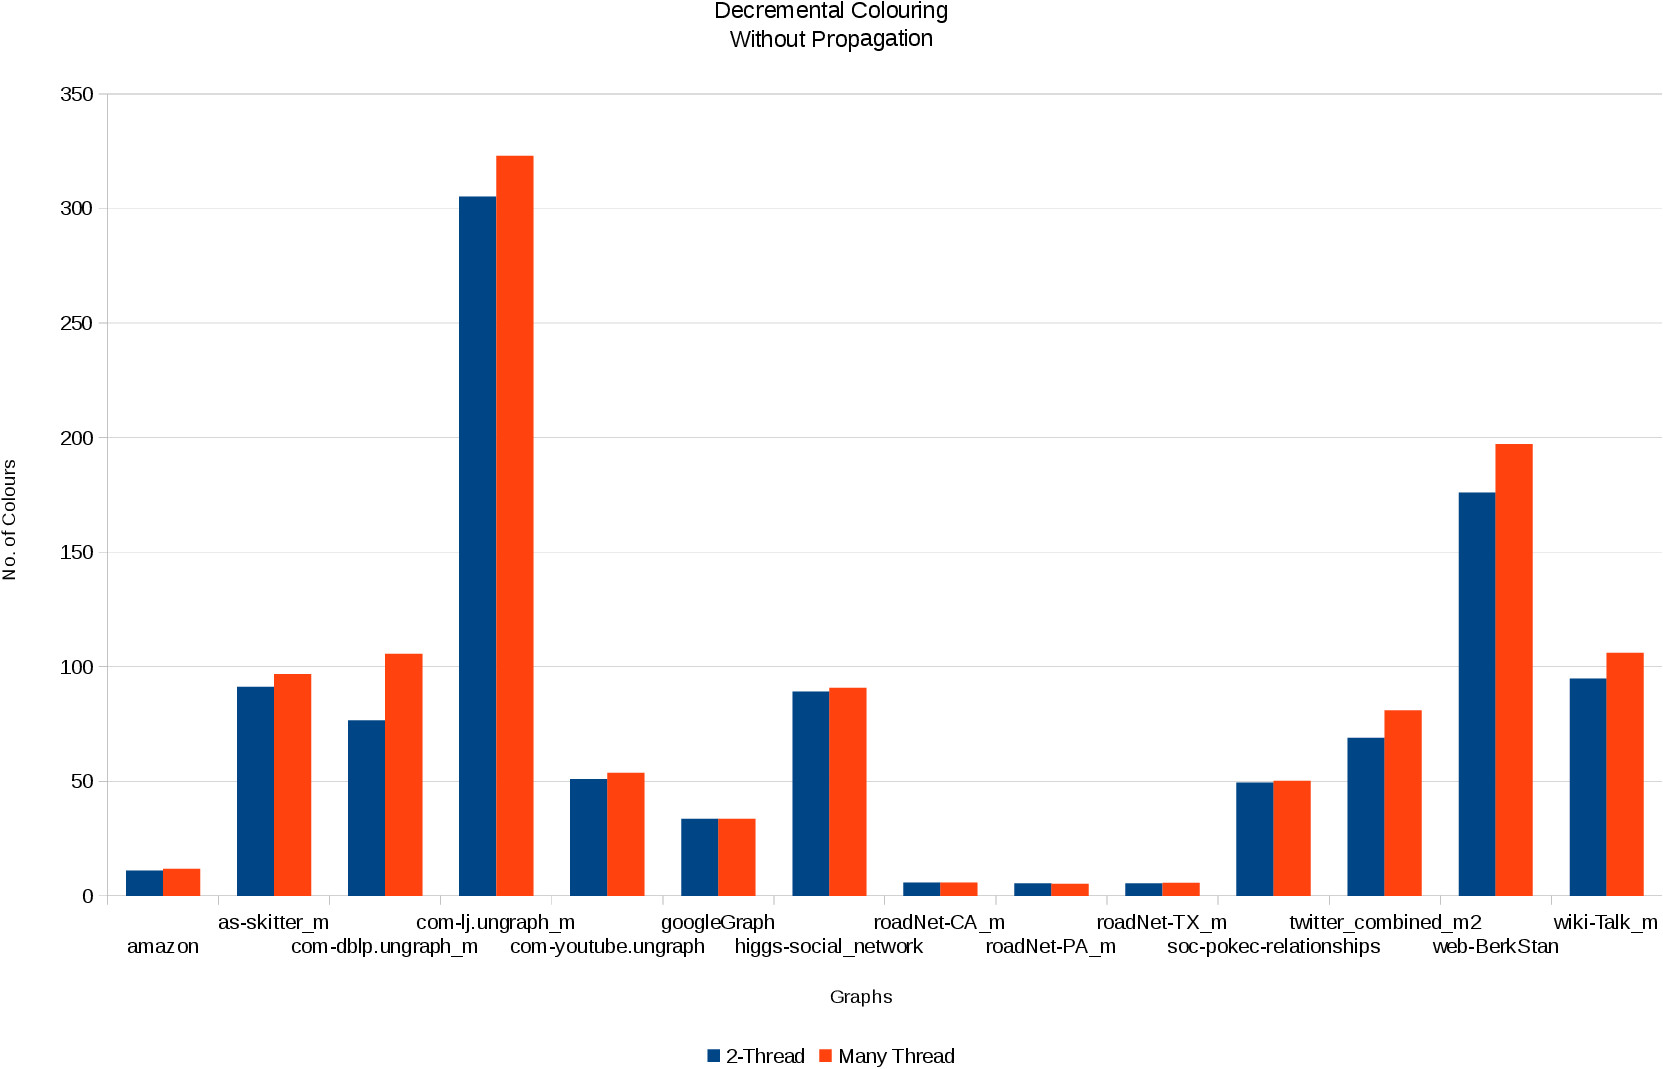 Decremental Colouring
Without Propagation
350
300
250
200
150
100
50
0
No. of Colours
as-skitter_m com-lj.ungraph_m googleGraph roadNet-CA_m roadNet-TX_m twitter_combined_m2 wiki-Talk_m
amazon com-dblp.ungraph_m com-youtube.ungraph higgs-social_network roadNet-PA_m soc-pokec-relationships web-BerkStan
Graphs
2-Thread Many Thread